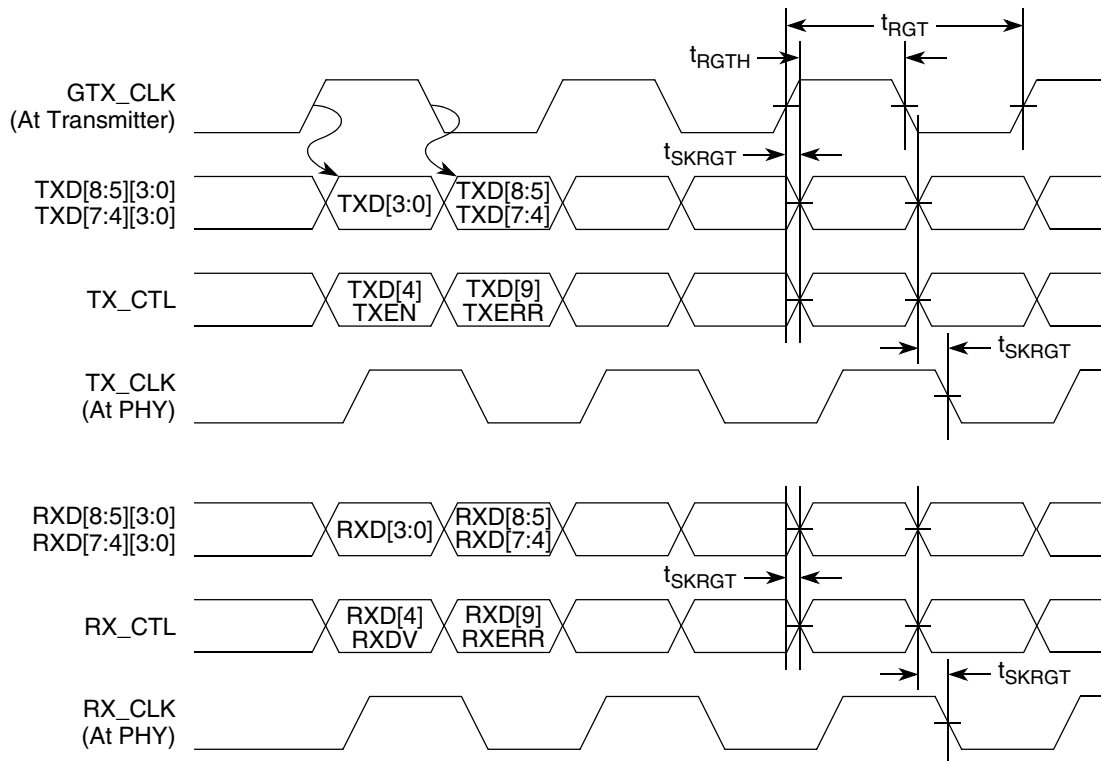 tRGT
tRGTH
GTX_CLK
(At Transmitter)
tSKRGT
TXD[8:5][3:0]
TXD[7:4][3:0]
TXD[3:0]
TXD[8:5]
TXD[7:4]
TX_CTL
TXD[4]
TXEN
TXD[9]
TXERR
tSKRGT
TX_CLK
(At PHY)
RXD[8:5][3:0]
RXD[7:4][3:0]
RXD[3:0]
RXD[8:5]
RXD[7:4]
tSKRGT
RX_CTL
RXD[4]
RXDV
RXD[9]
RXERR
tSKRGT
RX_CLK
(At PHY)